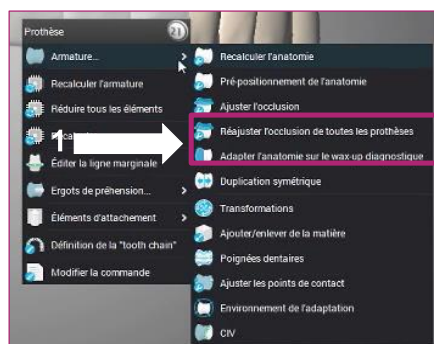 Prothèse
21
Armature...
Recalculer l'armature
Réduire tous les éléments
1
Éditer la ligne marginale
Ergots de préhension...
Éléments d'attachement
Définition de la "tooth chain"
Modifier la commande
Recalculer l'anatomie
Pré-positionnement de l'anatomie
Ajuster l'occlusion
Réajuster l'occlusion de toutes les prothèses
Adapter l'anatomie sur le wax-up diagnostique
Duplication symétrique
Transformations
Ajouter/enlever de la matière
Poignées dentaires
Ajuster les points de contact
Environnement de l'adaptation
CIV